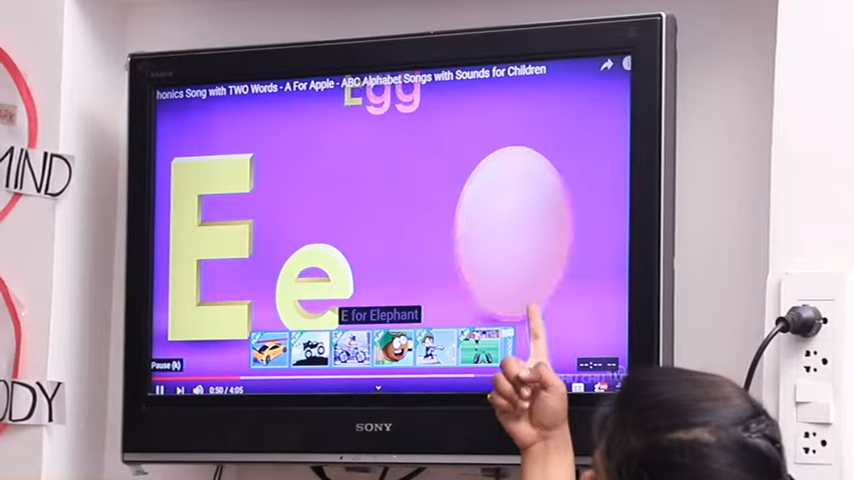 honics Song with TWO Words - A For Apple - ABC Alphabet Songs with Sounds for Children
Egg
MIND
E e
E for Elephant
Pause (k)
0:50 / 4:05
ODY
SONY